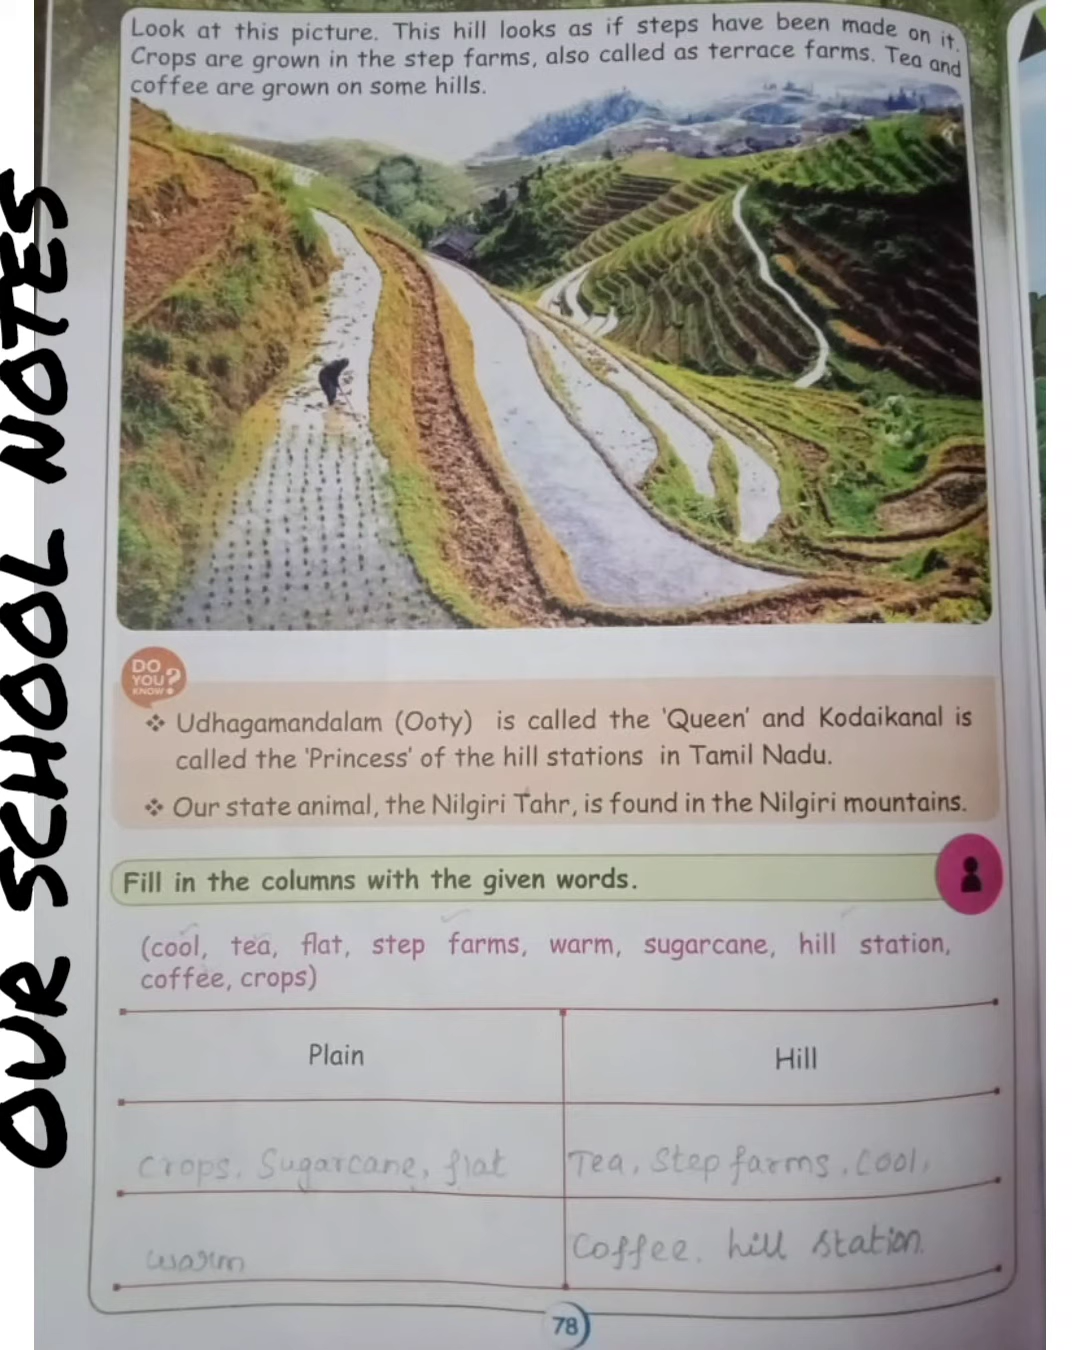 Look at this picture. This hill looks as if steps have been made on it.
Crops are grown in the step farms, also called as terrace farms. Tea and
coffee are grown on some hills.
OUR SCHOOL NOTES
DO
YOU?
KNOW
❖ Udhagamandalam (Ooty) is called the 'Queen' and Kodaikanal is
called the 'Princess' of the hill stations in Tamil Nadu.
❖ Our state animal, the Nilgiri Tahr, is found in the Nilgiri mountains.
Fill in the columns with the given words.
(cool, tea, flat, step farms, warm, sugarcane, hill station,
coffee, crops)
Plain Hill
Crops, Sugarcane, flat Tea, Step farms, Cool,
warm Coffee. hill station.
78